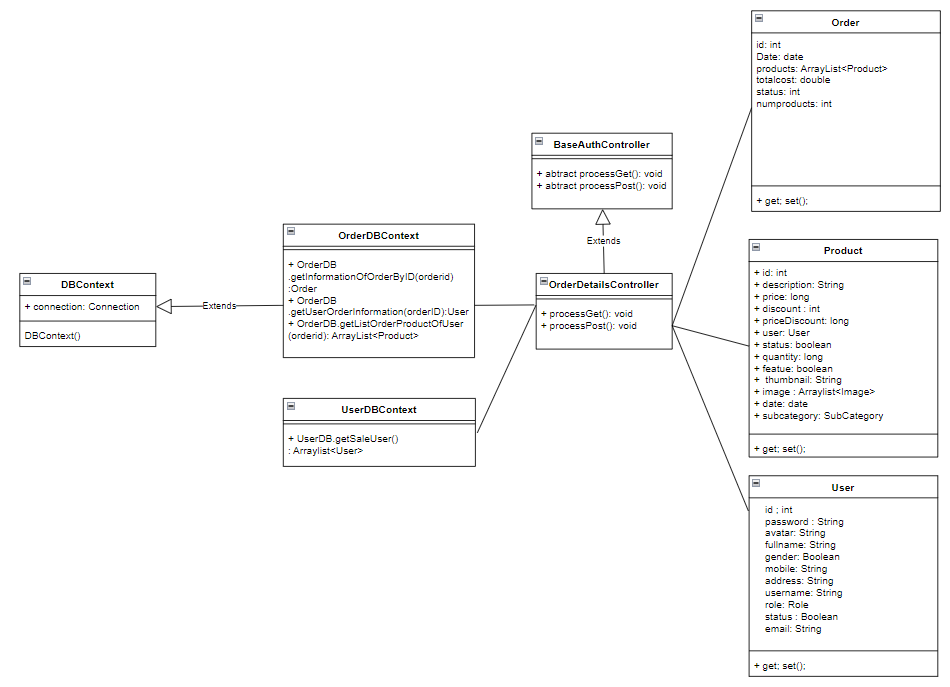 Order
id: int
Date: date
products: ArrayList<Product>
totalcost: double
status: int
numproducts: int
+ get; set();
BaseAuthController
+ abtract processGet(): void
+ abtract processPost(): void
Extends
OrderDBContext
+ OrderDB
.getInformationOfOrderByID(orderid)
:Order
+ OrderDB
.getUserOrderInformation(orderID):User
+ OrderDB.getListOrderProductOfUser
(orderid): ArrayList<Product>
DBContext
+ connection: Connection
DBContext()
Extends
OrderDetailsController
+ processGet(): void
+ processPost(): void
UserDBContext
+ UserDB.getSaleUser()
: Arraylist<User>
Product
+ id: int
+ description: String
+ price: long
+ discount : int
+ priceDiscount: long
+ user: User
+ status: boolean
+ quantity: long
+ featue: boolean
+ thumbnail: String
+ image : Arraylist<Image>
+ date: date
+ subcategory: SubCategory
+ get; set();
User
id ; int
password : String
avatar: String
fullname: String
gender: Boolean
mobile: String
address: String
username: String
role: Role
status : Boolean
email: String
+ get; set();